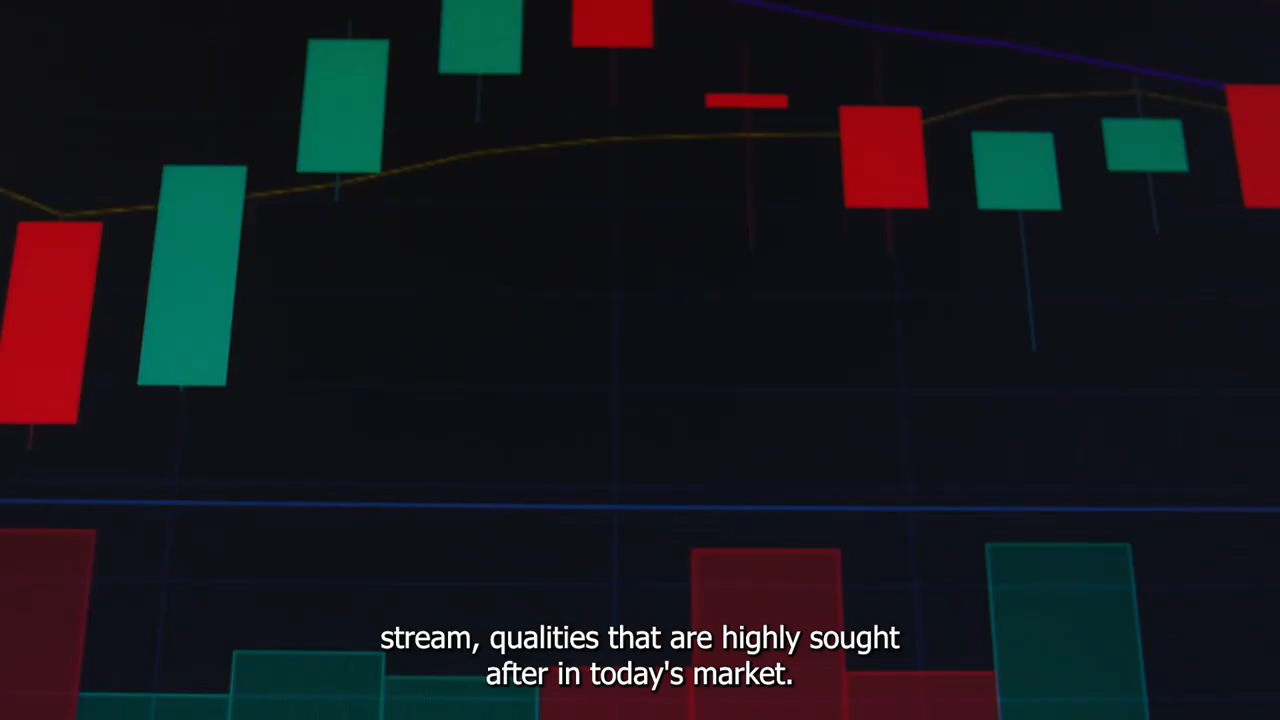 stream, qualities that are highly sought
after in today's market.